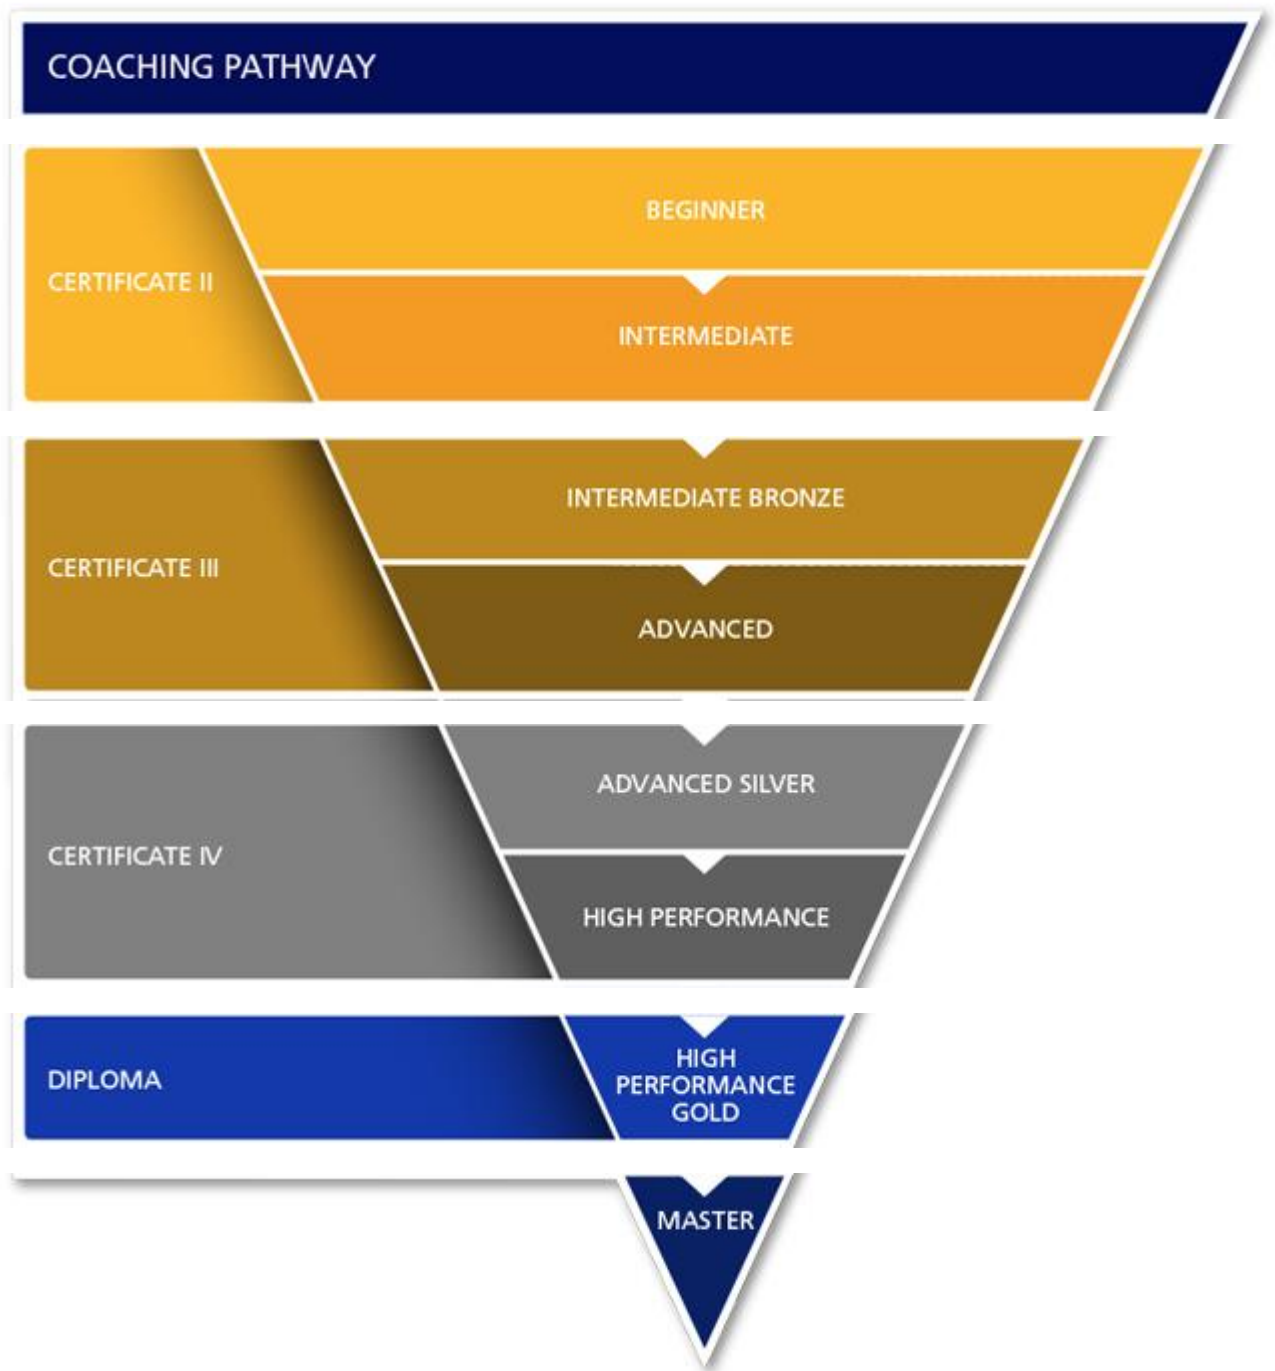 COACHING PATHWAY
BEGINNER
CERTIFICATE II
INTERMEDIATE
INTERMEDIATE BRONZE
CERTIFICATE III
ADVANCED
ADVANCED SILVER
CERTIFICATE IV
HIGH PERFORMANCE
DIPLOMA
HIGH
PERFORMANCE
GOLD
MASTER